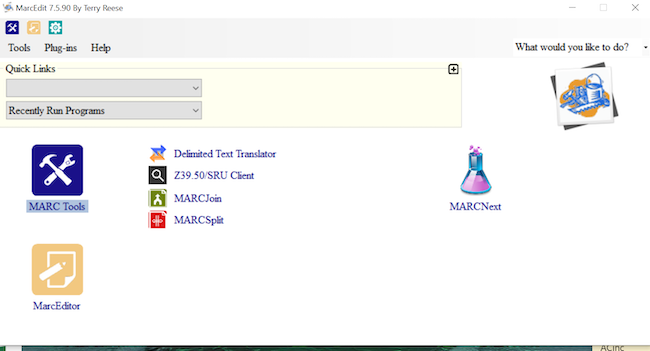 MarcEdit 7.5.90 By Terry Reese
Tools Plug-ins Help
What would you like to do?
Quick Links
Recently Run Programs
MARC Tools
Delimited Text Translator
Z39.50/SRU Client
MARCJoin
MARCSplit
MARCNext
MarcEditor